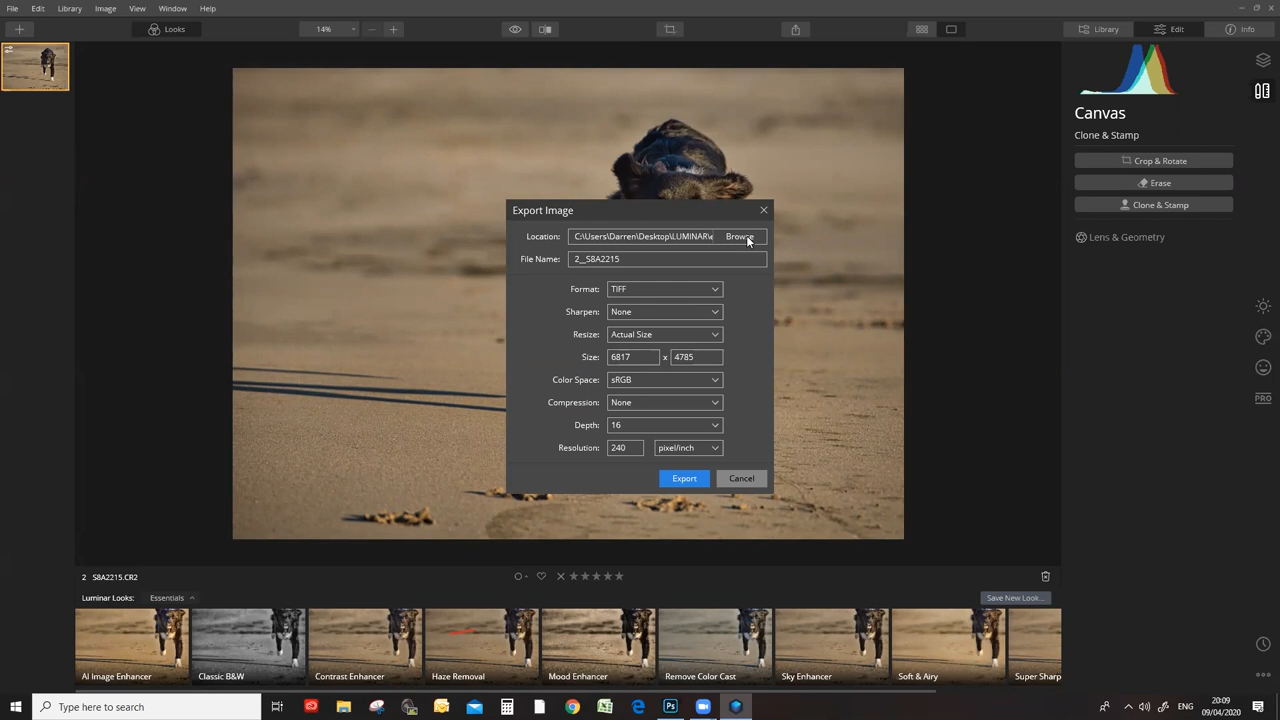 File Edit Library Image View Window Help
Looks 14% Library Edit Info
Canvas
Clone & Stamp
Crop & Rotate
Erase
Clone & Stamp
Lens & Geometry
PRO
Export Image
Location: C:\Users\Darren\Desktop\LUMINAR\e Browse
File Name: 2__S8A2215
Format: TIFF
Sharpen: None
Resize: Actual Size
Size: 6817 x 4785
Color Space: sRGB
Compression: None
Depth: 16
Resolution: 240 pixel/inch
Export Cancel
2 S8A2215.CR2
Luminar Looks: Essentials Save New Look...
AI Image Enhancer Classic B&W Contrast Enhancer Haze Removal Mood Enhancer Remove Color Cast Sky Enhancer Soft & Airy Super Sharp
Type here to search Ps ENG 20:09
09/04/2020